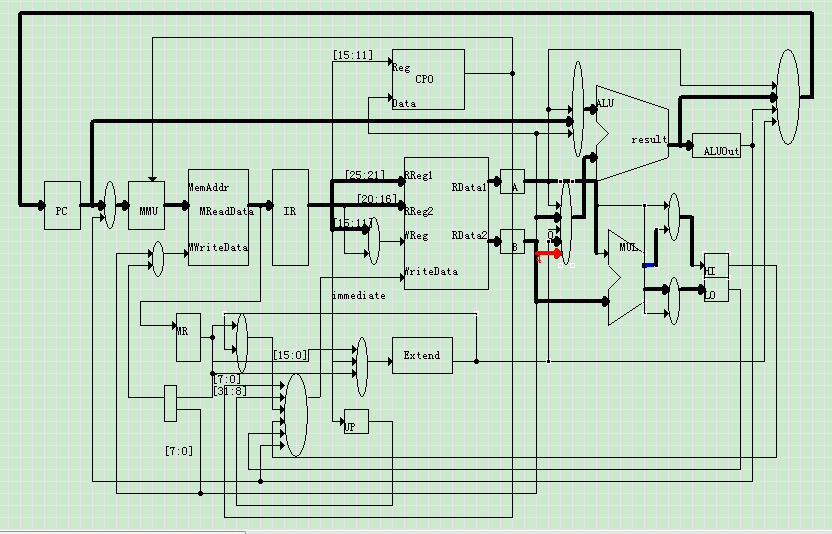 [15:11]
Reg
CPO
Data
ALU
result
ALUOut
[25:21]
MemAddr
RReg1
RData1
A
[20:16]
PC
MMU
MReadData
IR
RReg2
[15:11]
WReg
RData2
B
0
MUL
MWriteData
WriteData
HI
immediate
LO
MR
[15:0]
Extend
[7:0]
[31:8]
UP
[7:0]